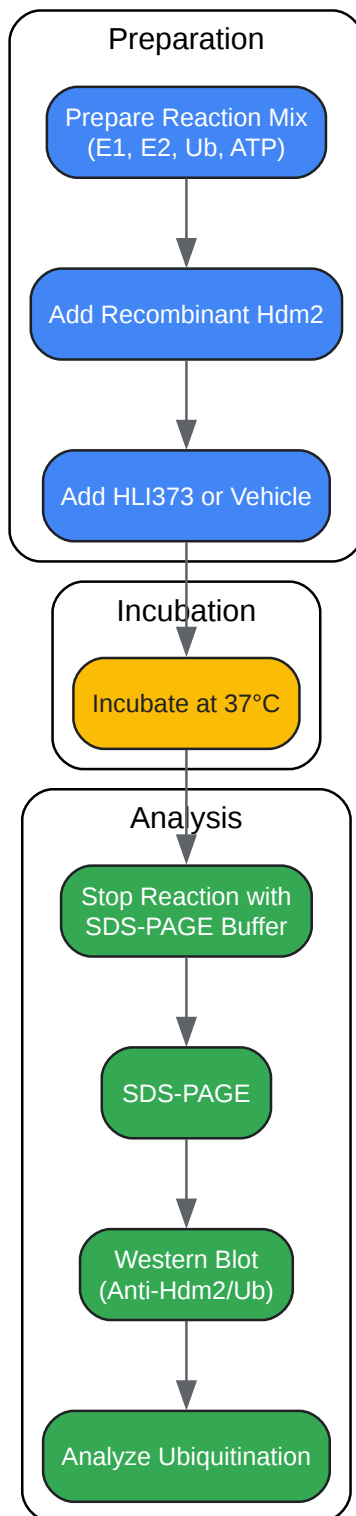 Preparation
Prepare Reaction Mix
(E1, E2, Ub, ATP)
Add Recombinant Hdm2
Add HLI373 or Vehicle
Incubation
Incubate at 37°C
Analysis
Stop Reaction with
SDS-PAGE Buffer
SDS-PAGE
Western Blot
(Anti-Hdm2/Ub)
Analyze Ubiquitination